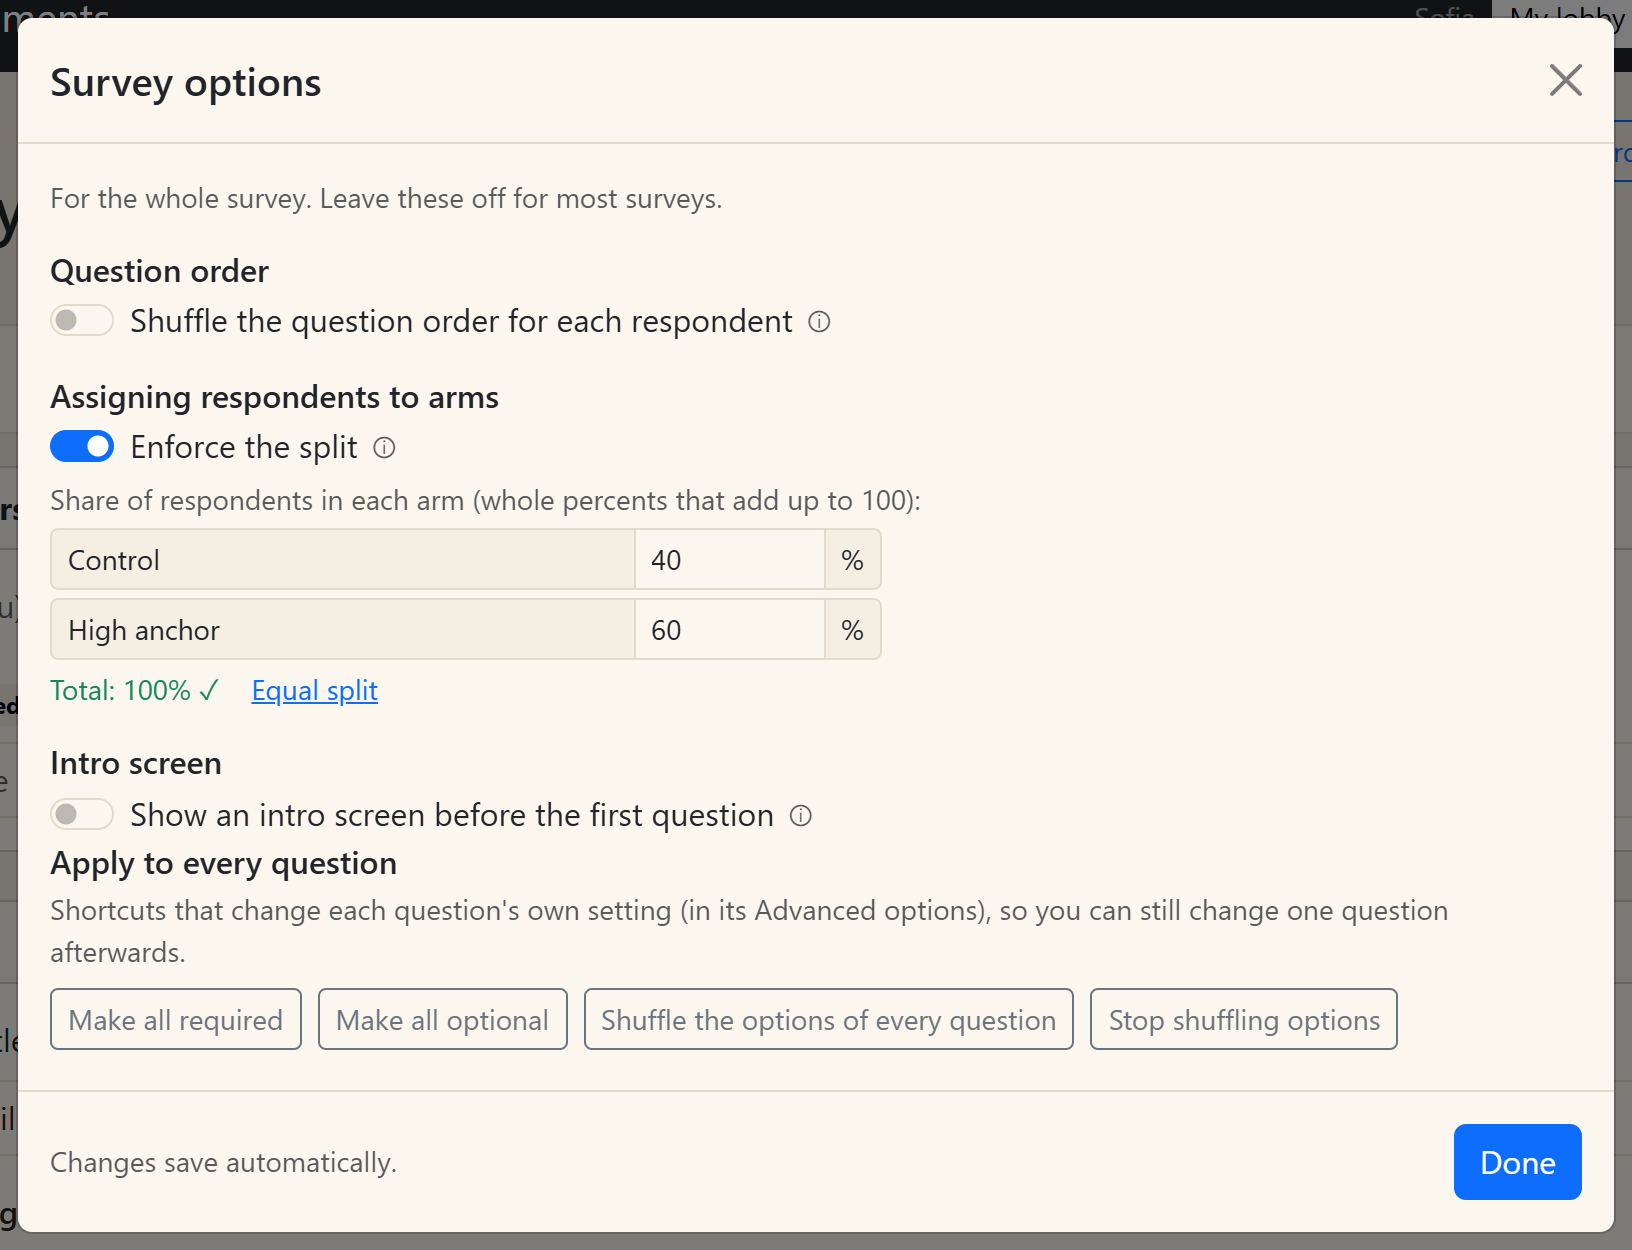 My lobby
Survey options
For the whole survey. Leave these off for most surveys.
Question order
Shuffle the question order for each respondent
Assigning respondents to arms
Enforce the split
Share of respondents in each arm (whole percents that add up to 100):
Control 40 %
High anchor 60 %
Total: 100% ✓ Equal split
Intro screen
Show an intro screen before the first question
Apply to every question
Shortcuts that change each question's own setting (in its Advanced options), so you can still change one question
afterwards.
Make all required Make all optional Shuffle the options of every question Stop shuffling options
Changes save automatically.
Done